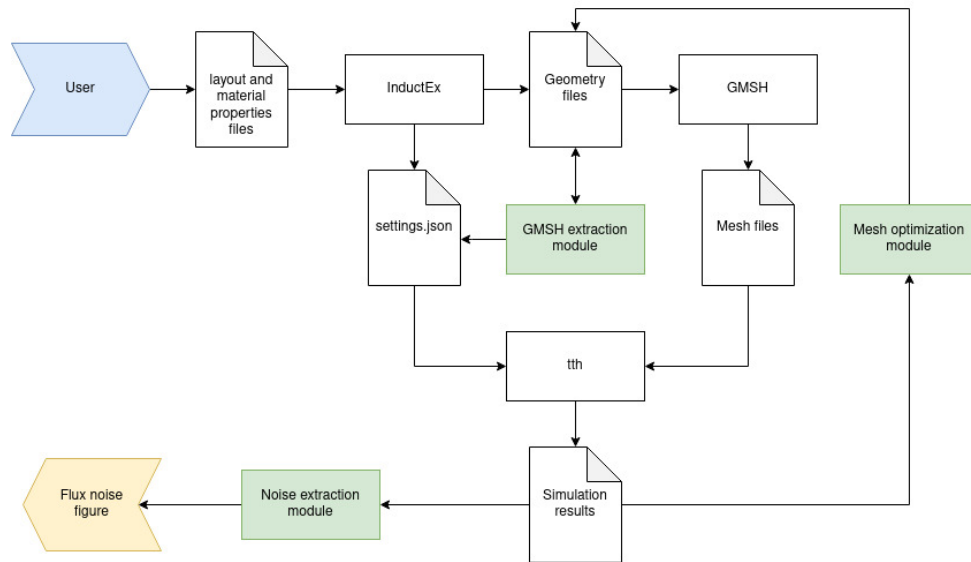 User
layout and
material
properties
files
InductEx
Geometry
files
GMSH
settings.json
GMSH extraction
module
Mesh files
Mesh optimization
module
tth
Flux noise
figure
Noise extraction
module
Simulation
results